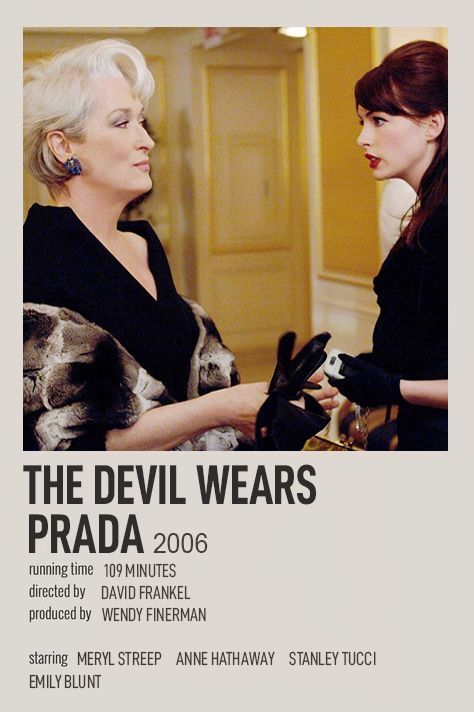 THE DEVIL WEARS
PRADA 2006
running time 109 MINUTES
directed by DAVID FRANKEL
produced by WENDY FINERMAN
starring MERYL STREEP ANNE HATHAWAY STANLEY TUCCI
EMILY BLUNT